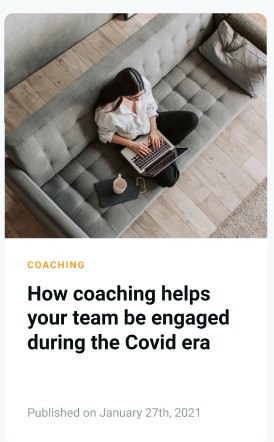 COACHING
How coaching helps
your team be engaged
during the Covid era
Published on January 27th, 2021